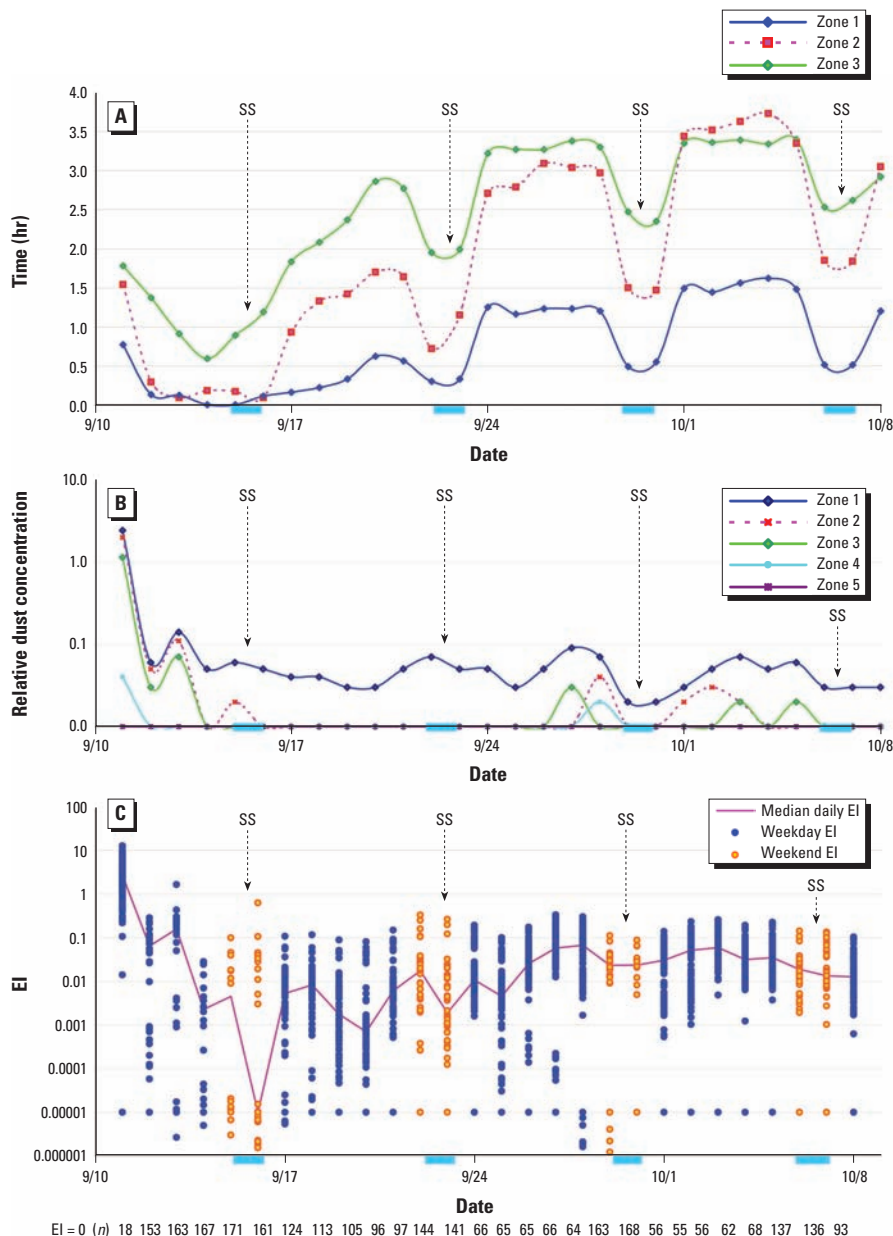 Zone 1
Zone 2
Zone 3
A
SS SS SS SS
4.0
3.5
3.0
2.5
2.0
1.5
1.0
0.5
0.0
Time (hr)
9/10 9/17 9/24 10/1 10/8
Date
B
SS SS SS SS
Zone 1
Zone 2
Zone 3
Zone 4
Zone 5
10.0
1.0
0.1
0.0
Relative dust concentration
9/10 9/17 9/24 10/1 10/8
Date
C
SS SS SS SS
Median daily EI
Weekday EI
Weekend EI
100
10
1
0.1
0.01
0.001
0.0001
0.00001
0.000001
EI
9/10 9/17 9/24 10/1 10/8
Date
EI = 0 (n) 18 153 163 167 171 161 124 113 105 96 97 144 141 66 65 65 66 64 163 168 56 55 56 62 68 137 136 93